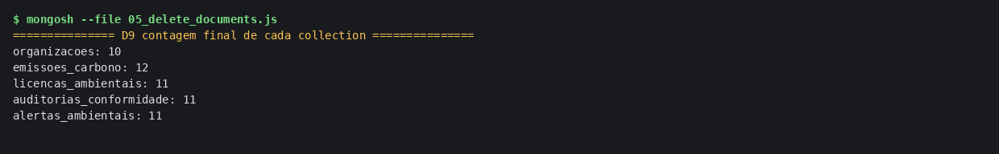 $ mongosh --file 05_delete_documents.js
=============== D9 contagem final de cada collection ===============
organizacoes: 10
emissoes_carbono: 12
licencas_ambientais: 11
auditorias_conformidade: 11
alertas_ambientais: 11